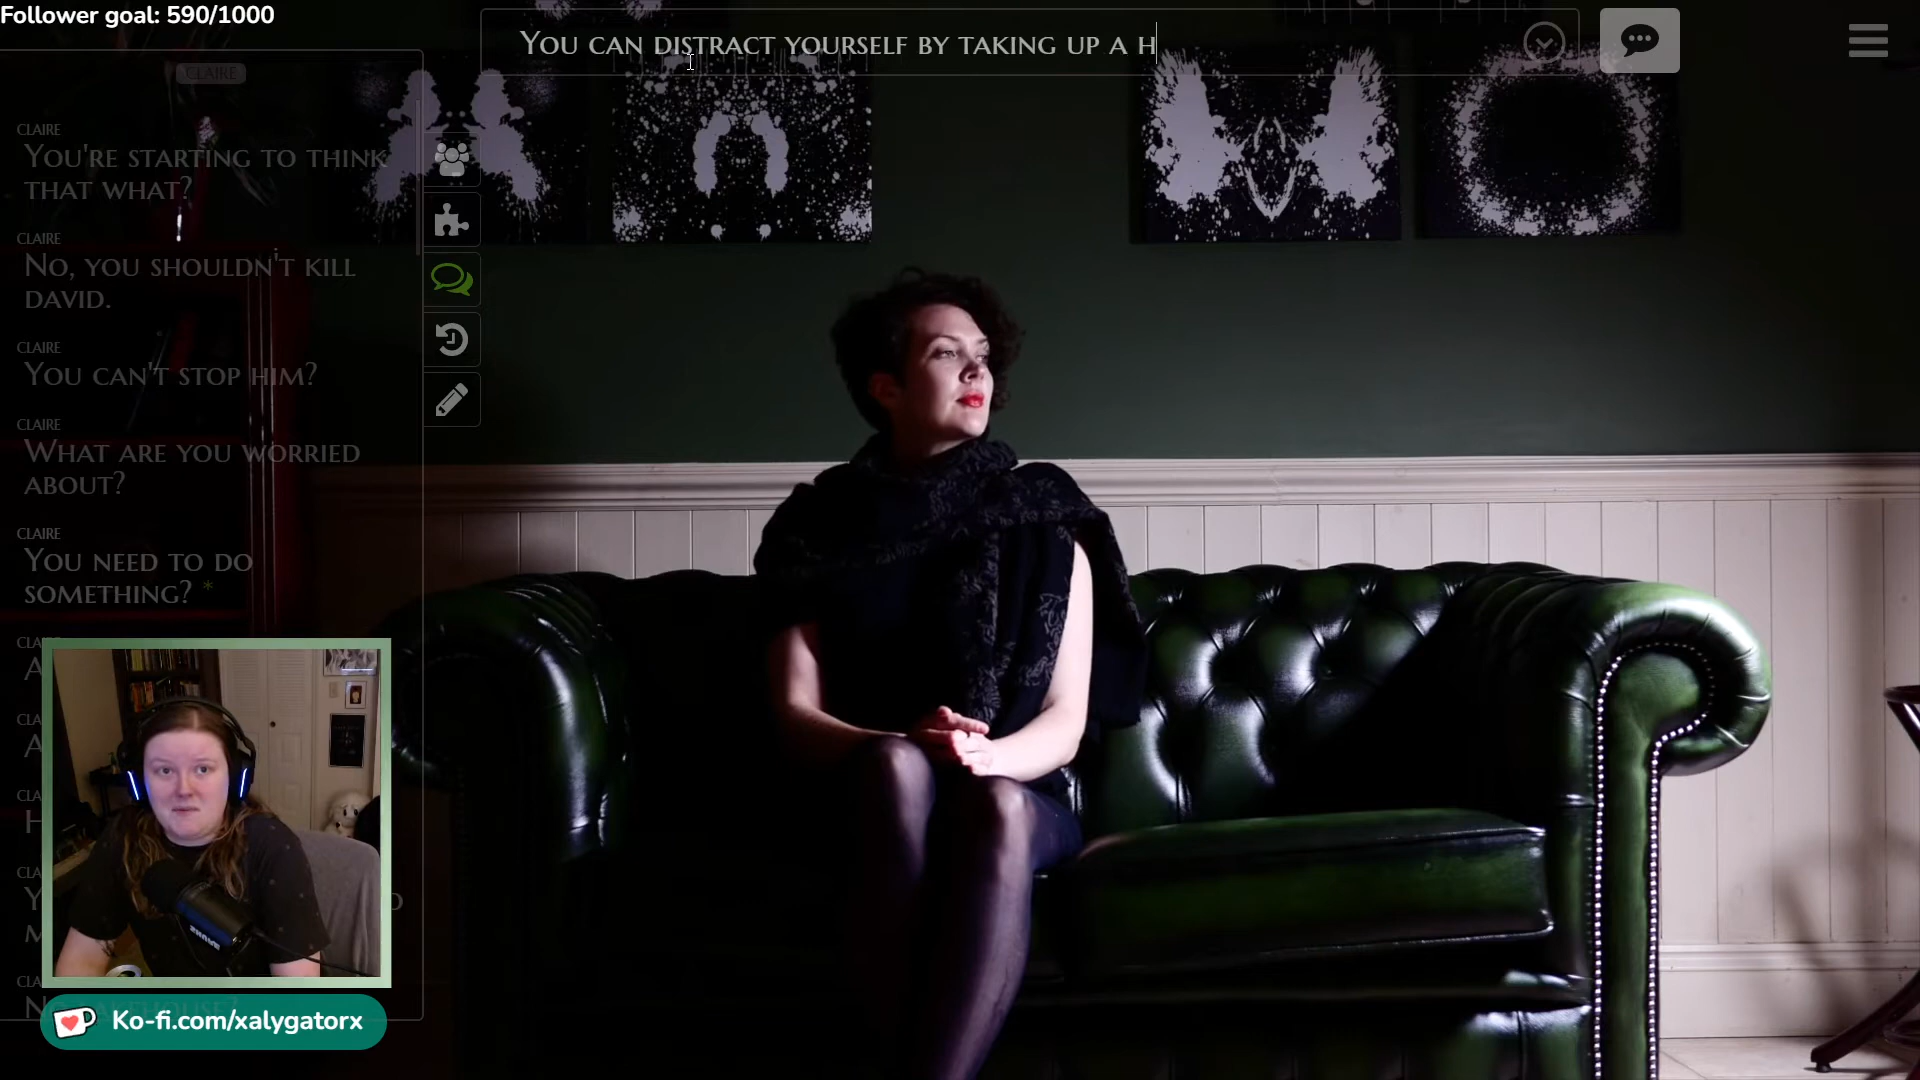 Follower goal: 590/1000
You can distract yourself by taking up a h
CLAIRE
CLAIRE
You're starting to think
that what?
CLAIRE
No, you shouldn't kill
david.
CLAIRE
You can't stop him?
CLAIRE
What are you worried
about?
CLAIRE
You need to do
something? *
Ko-fi.com/xalygatorx